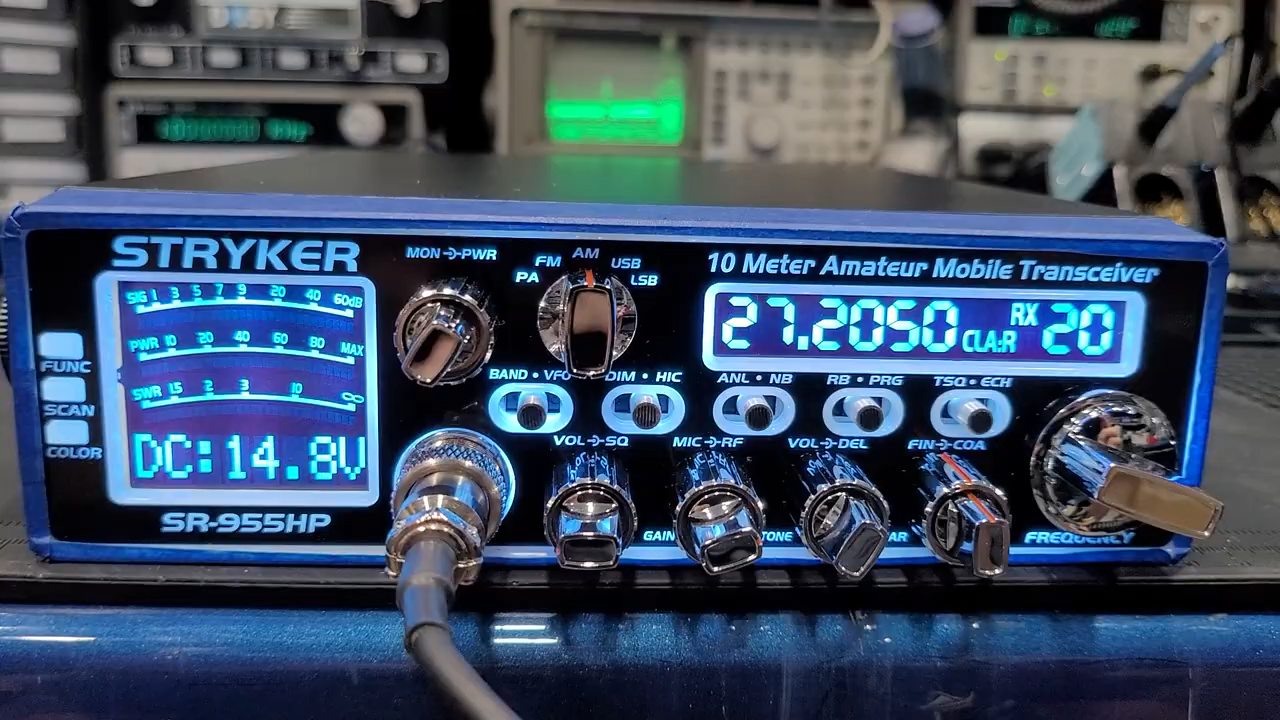 STRYKER
MON PWR
PA FM AM USB LSB
10 Meter Amateur Mobile Transceiver
SIG 1 3 5 7 9 20 40 60dB
PWR 10 20 40 60 80 MAX
SWR 1.5 2 3 10 ∞
DC:14.8V
SR-955HP
FUNC
SCAN
COLOR
27.2050 CLA:R RX 20
BAND • VFO DIM • HIC ANL • NB RB • PRG TSQ • ECH
VOL SQ MIC RF VOL DEL FIN COA
GAIN TONE FREQUENCY